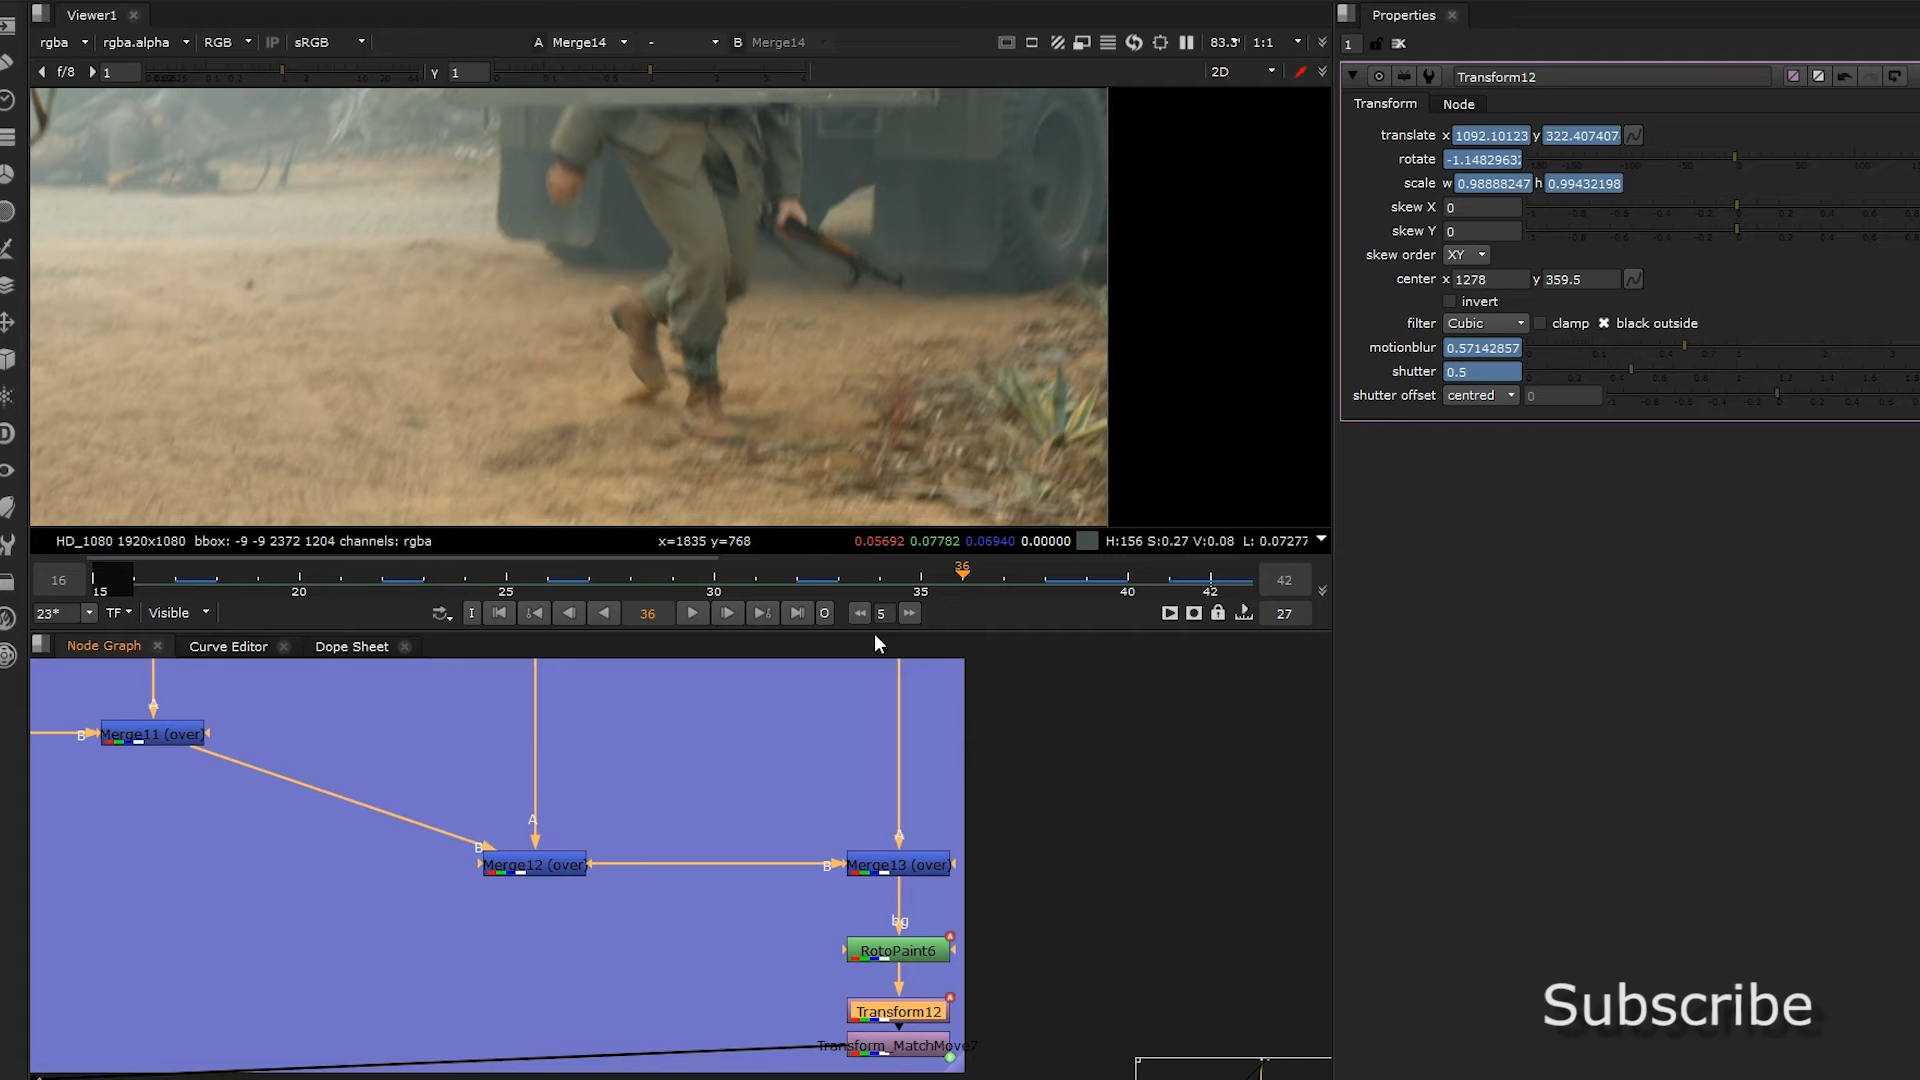 Viewer1
Properties
rgba rgba.alpha RGB IP sRGB A Merge14 - B Merge14 83.3* 1:1
1
f/8 1 Y 1 2D
Transform12
Transform Node
translate x 1092.10123 y 322.407407
rotate -1.1482963
scale w 0.98888247 h 0.99432198
skew X 0
skew Y 0
skew order XY
center x 1278 y 359.5
invert
filter Cubic clamp black outside
motionblur 0.57142857
shutter 0.5
shutter offset centred 0
HD_1080 1920x1080 bbox: -9 -9 2372 1204 channels: rgba x=1835 y=768 0.05692 0.07782 0.06940 0.00000 H:156 S:0.27 V:0.08 L: 0.07277
16 15 20 25 30 35 36 40 42 42
23* TF Visible I 36 O 5 27
Node Graph Curve Editor Dope Sheet
A
B Merge11 (over)
A A
B Merge12 (over) B Merge13 (over)
bg
RotoPaint6
Transform12
Transform_MatchMove7
Subscribe